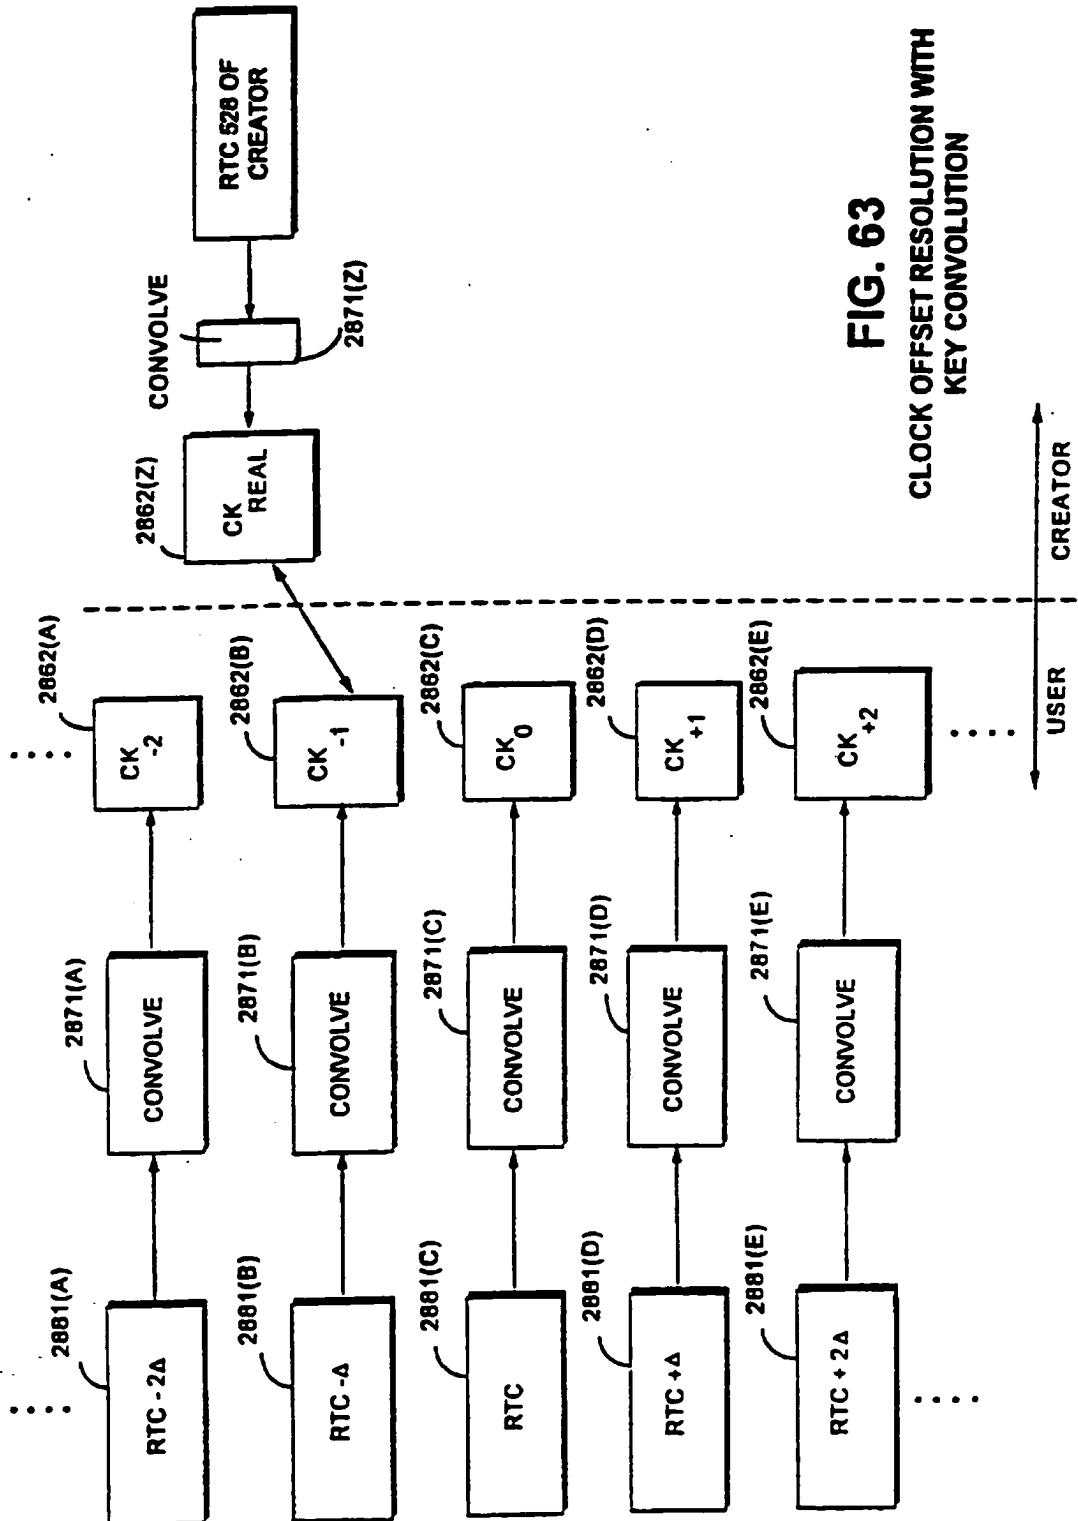 RTC 528 OF
CREATOR
CONVOLVE
2871(Z)
2862(Z)
CK REAL
2862(A)
CK -2
2862(B)
CK -1
2862(C)
CK 0
2862(D)
CK +1
2862(E)
CK +2
2871(A)
CONVOLVE
2871(B)
CONVOLVE
2871(C)
CONVOLVE
2871(D)
CONVOLVE
2871(E)
CONVOLVE
2881(A)
RTC - 2Δ
2881(B)
RTC -Δ
2881(C)
RTC
2881(D)
RTC +Δ
2881(E)
RTC + 2Δ
USER
CREATOR
FIG. 63
CLOCK OFFSET RESOLUTION WITH
KEY CONVOLUTION